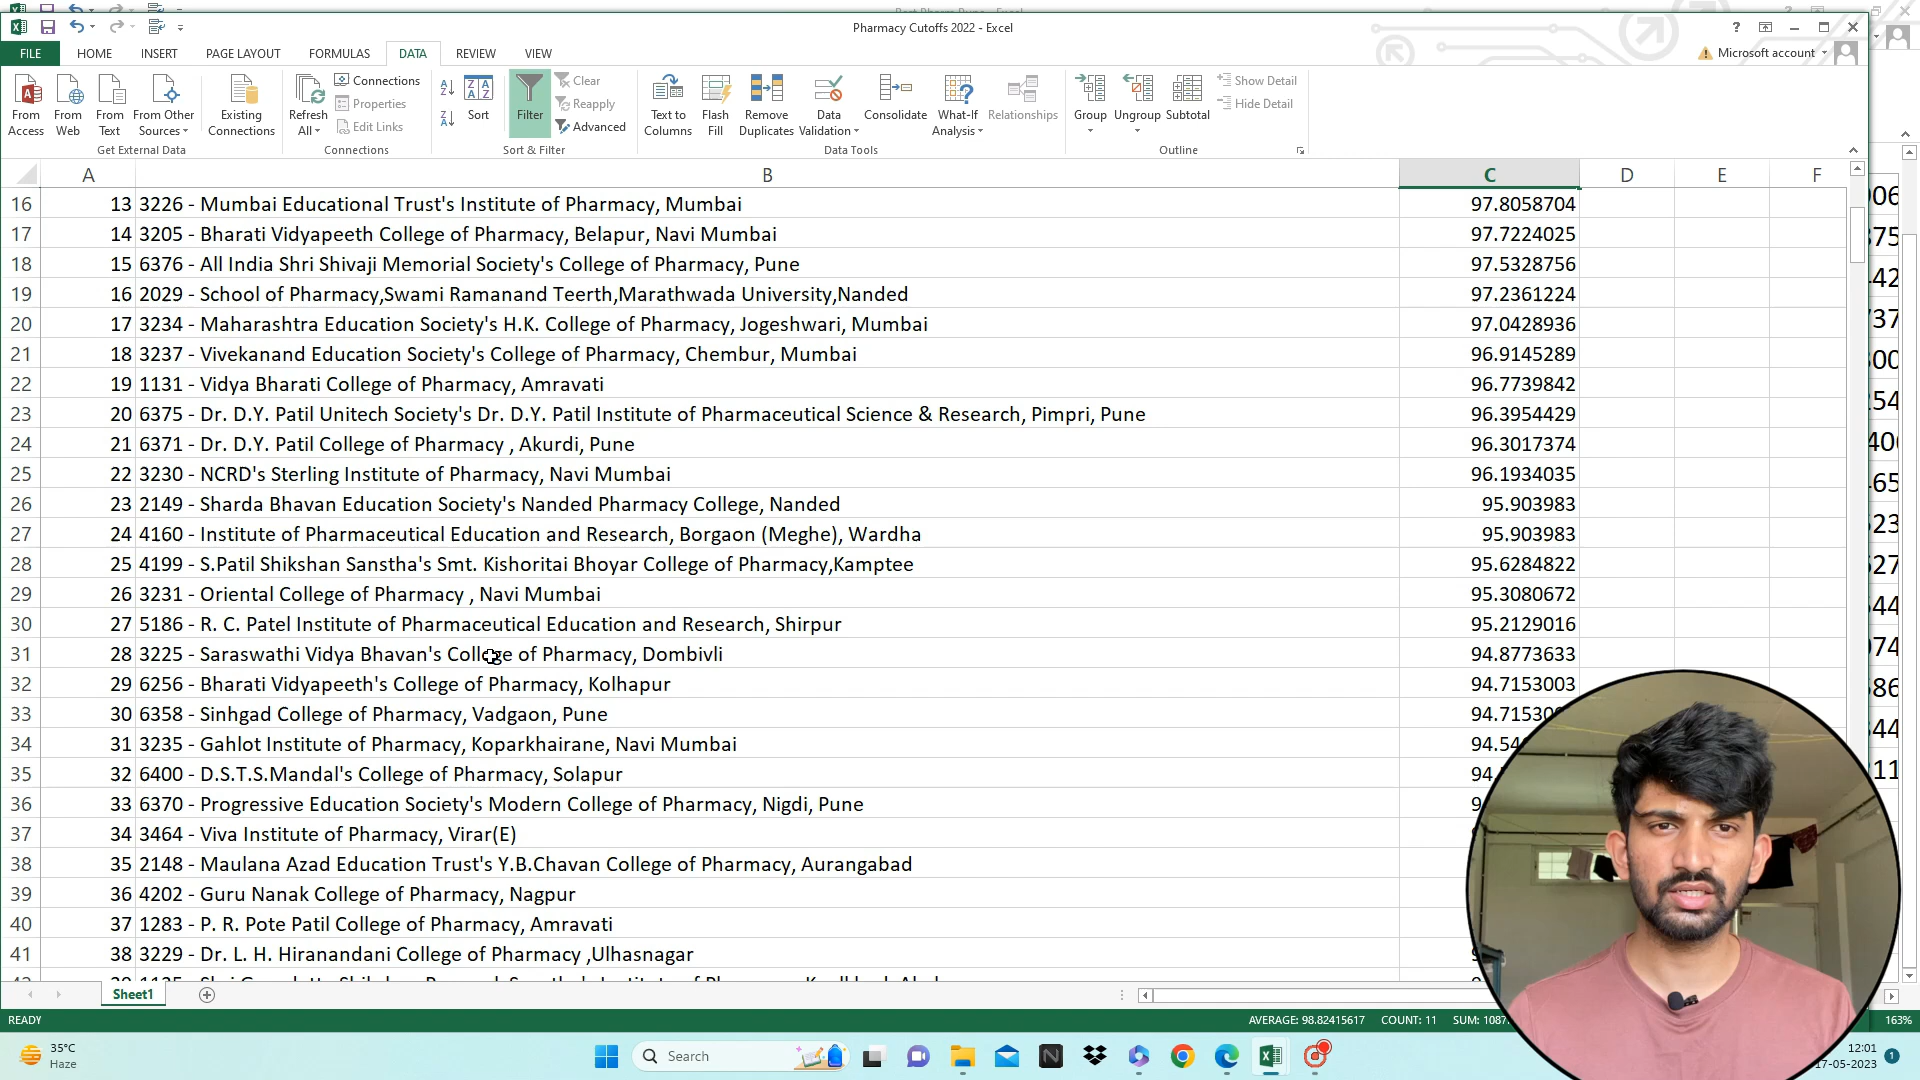 Pharmacy Cutoffs 2022 - Excel
FILE HOME INSERT PAGE LAYOUT FORMULAS DATA REVIEW VIEW
Microsoft account
From Access
From Web
From Text
From Other Sources
Existing Connections
Refresh All
Connections
Properties
Edit Links
Sort
Filter
Clear
Reapply
Advanced
Text to Columns
Flash Fill
Remove Duplicates
Data Validation
Consolidate
What-If Analysis
Relationships
Group
Ungroup
Subtotal
Show Detail
Hide Detail
Get External Data Connections Sort & Filter Data Tools Outline
A B C D E F
16 13 3226 - Mumbai Educational Trust's Institute of Pharmacy, Mumbai 97.8058704
17 14 3205 - Bharati Vidyapeeth College of Pharmacy, Belapur, Navi Mumbai 97.7224025
18 15 6376 - All India Shri Shivaji Memorial Society's College of Pharmacy, Pune 97.5328756
19 16 2029 - School of Pharmacy,Swami Ramanand Teerth,Marathwada University,Nanded 97.2361224
20 17 3234 - Maharashtra Education Society's H.K. College of Pharmacy, Jogeshwari, Mumbai 97.0428936
21 18 3237 - Vivekanand Education Society's College of Pharmacy, Chembur, Mumbai 96.9145289
22 19 1131 - Vidya Bharati College of Pharmacy, Amravati 96.7739842
23 20 6375 - Dr. D.Y. Patil Unitech Society's Dr. D.Y. Patil Institute of Pharmaceutical Science & Research, Pimpri, Pune 96.3954429
24 21 6371 - Dr. D.Y. Patil College of Pharmacy , Akurdi, Pune 96.3017374
25 22 3230 - NCRD's Sterling Institute of Pharmacy, Navi Mumbai 96.1934035
26 23 2149 - Sharda Bhavan Education Society's Nanded Pharmacy College, Nanded 95.903983
27 24 4160 - Institute of Pharmaceutical Education and Research, Borgaon (Meghe), Wardha 95.903983
28 25 4199 - S.Patil Shikshan Sanstha's Smt. Kishoritai Bhoyar College of Pharmacy,Kamptee 95.6284822
29 26 3231 - Oriental College of Pharmacy , Navi Mumbai 95.3080672
30 27 5186 - R. C. Patel Institute of Pharmaceutical Education and Research, Shirpur 95.2129016
31 28 3225 - Saraswathi Vidya Bhavan's College of Pharmacy, Dombivli 94.8773633
32 29 6256 - Bharati Vidyapeeth's College of Pharmacy, Kolhapur 94.7153003
33 30 6358 - Sinhgad College of Pharmacy, Vadgaon, Pune 94.7153
34 31 3235 - Gahlot Institute of Pharmacy, Koparkhairane, Navi Mumbai 94.54
35 32 6400 - D.S.T.S.Mandal's College of Pharmacy, Solapur 94.
36 33 6370 - Progressive Education Society's Modern College of Pharmacy, Nigdi, Pune 9
37 34 3464 - Viva Institute of Pharmacy, Virar(E)
38 35 2148 - Maulana Azad Education Trust's Y.B.Chavan College of Pharmacy, Aurangabad
39 36 4202 - Guru Nanak College of Pharmacy, Nagpur
40 37 1283 - P. R. Pote Patil College of Pharmacy, Amravati
41 38 3229 - Dr. L. H. Hiranandani College of Pharmacy ,Ulhasnagar
Sheet1
READY AVERAGE: 98.82415617 COUNT: 11 SUM: 1087. 163%
35°C
Haze
Search
12:01
17-05-2023
1